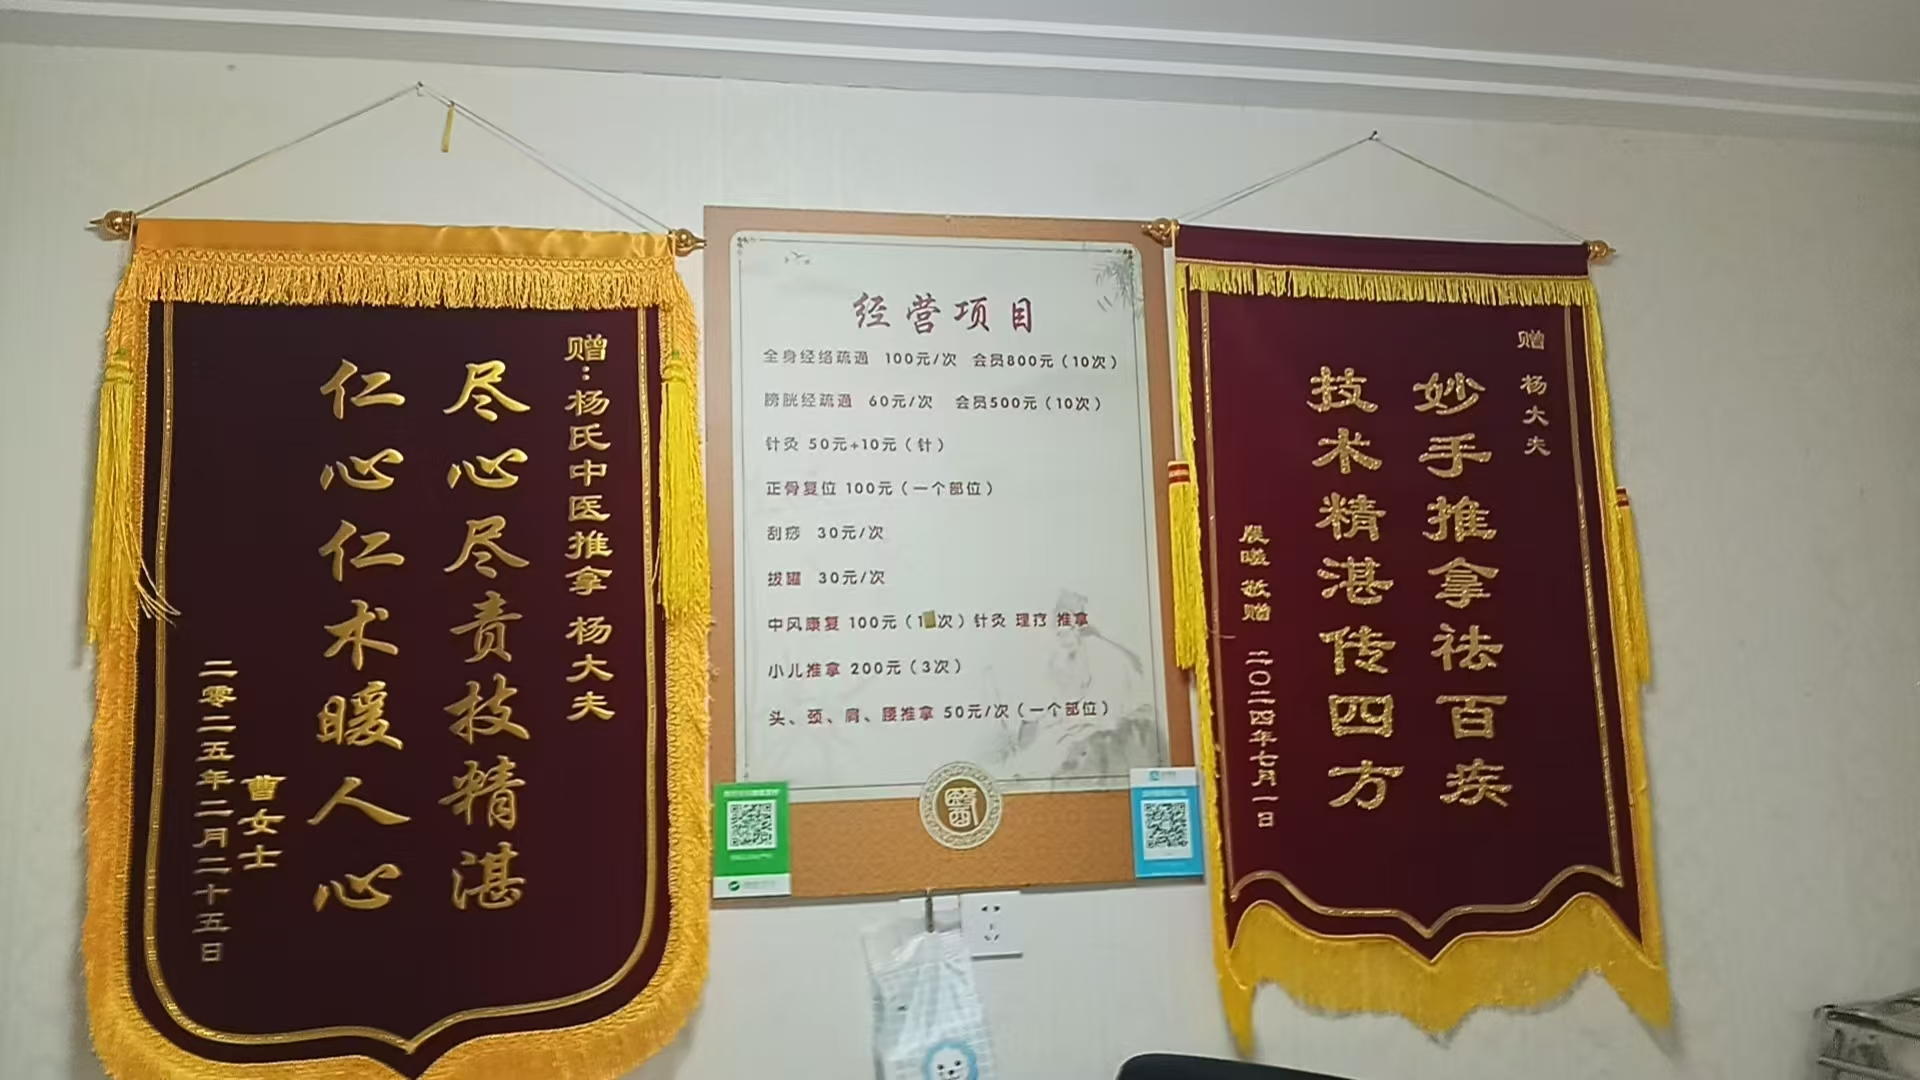 赠：杨氏中医推拿 杨大夫
尽心尽责技精湛
仁心仁术暖人心
曹女士
二零二五年二月二十五日
经营项目
全身经络疏通 100元/次 会员800元（10次）
膀胱经疏通 60元/次 会员500元（10次）
针灸 50元+10元（针）
正骨复位 100元（一个部位）
刮痧 30元/次
拔罐 30元/次
中风康复 100元（1次）针灸 理疗 推拿
小儿推拿 200元（3次）
头、颈、肩、腰推拿 50元/次（一个部位）
醫
赠 杨大夫
妙手推拿祛百疾
技术精湛传四方
晨曦 敬赠
二〇二四年七月一日